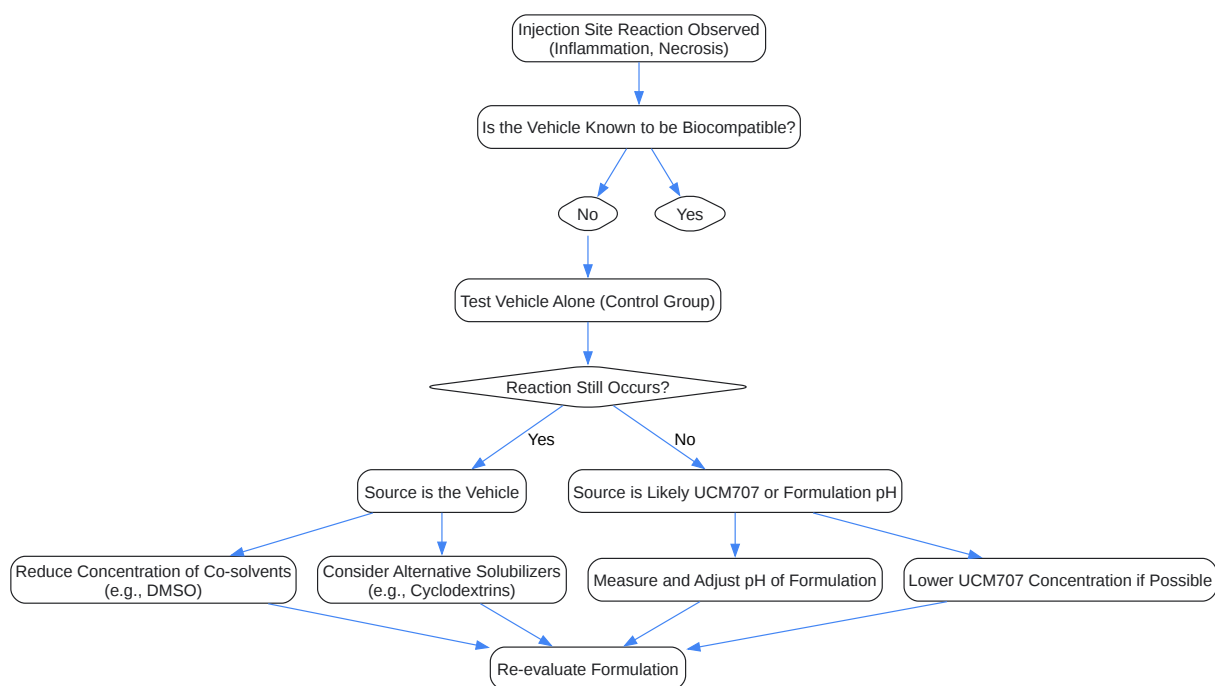 Injection Site Reaction Observed
(Inflammation, Necrosis)
Is the Vehicle Known to be Biocompatible?
No
Yes
Test Vehicle Alone (Control Group)
Reaction Still Occurs?
Yes
No
Source is the Vehicle
Source is Likely UCM707 or Formulation pH
Reduce Concentration of Co-solvents
(e.g., DMSO)
Consider Alternative Solubilizers
(e.g., Cyclodextrins)
Measure and Adjust pH of Formulation
Lower UCM707 Concentration if Possible
Re-evaluate Formulation